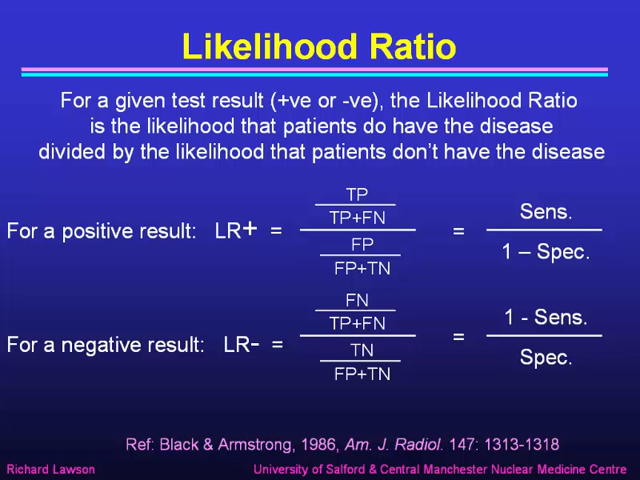 Likelihood Ratio
For a given test result (+ve or -ve), the Likelihood Ratio
is the likelihood that patients do have the disease
divided by the likelihood that patients don't have the disease
For a positive result: LR+ =
TP
TP+FN
FP
FP+TN
=
Sens.
1 – Spec.
For a negative result: LR- =
FN
TP+FN
TN
FP+TN
=
1 - Sens.
Spec.
Ref: Black & Armstrong, 1986, Am. J. Radiol. 147: 1313-1318
Richard Lawson
University of Salford & Central Manchester Nuclear Medicine Centre